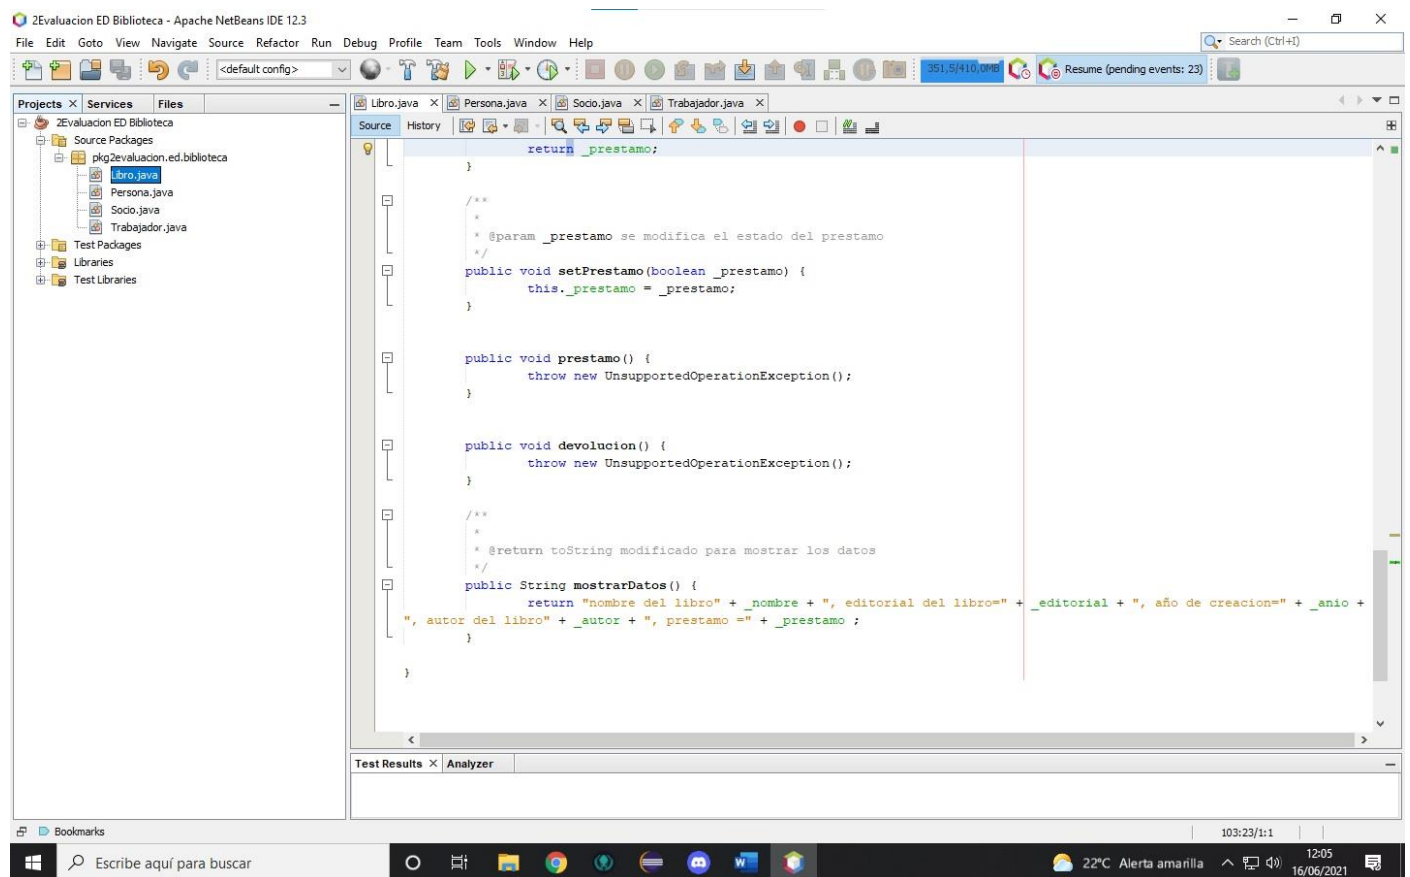 2Evaluacion ED Biblioteca - Apache NetBeans IDE 12.3
File Edit Goto View Navigate Source Refactor Run Debug Profile Team Tools Window Help
Search (Ctrl+I)
<default config>
351,5/410,0MB
Resume (pending events: 23)
Projects × Services Files
Libro.java × Persona.java × Socio.java × Trabajador.java ×
2Evaluacion ED Biblioteca
Source Packages
pkg2evaluacion.ed.biblioteca
Libro.java
Persona.java
Socio.java
Trabajador.java
Test Packages
Libraries
Test Libraries
Source History
return _prestamo;
}
/**
*
* @param _prestamo se modifica el estado del prestamo
*/
public void setPrestamo(boolean _prestamo) {
this._prestamo = _prestamo;
}
public void prestamo() {
throw new UnsupportedOperationException();
}
public void devolucion() {
throw new UnsupportedOperationException();
}
/**
*
* @return toString modificado para mostrar los datos
*/
public String mostrarDatos() {
return "nombre del libro" + _nombre + ", editorial del libro=" + _editorial + ", año de creacion=" + _anio +
", autor del libro" + _autor + ", prestamo =" + _prestamo ;
}
}
Test Results × Analyzer
Bookmarks
103:23/1:1
Escribe aquí para buscar
22°C Alerta amarilla
12:05
16/06/2021